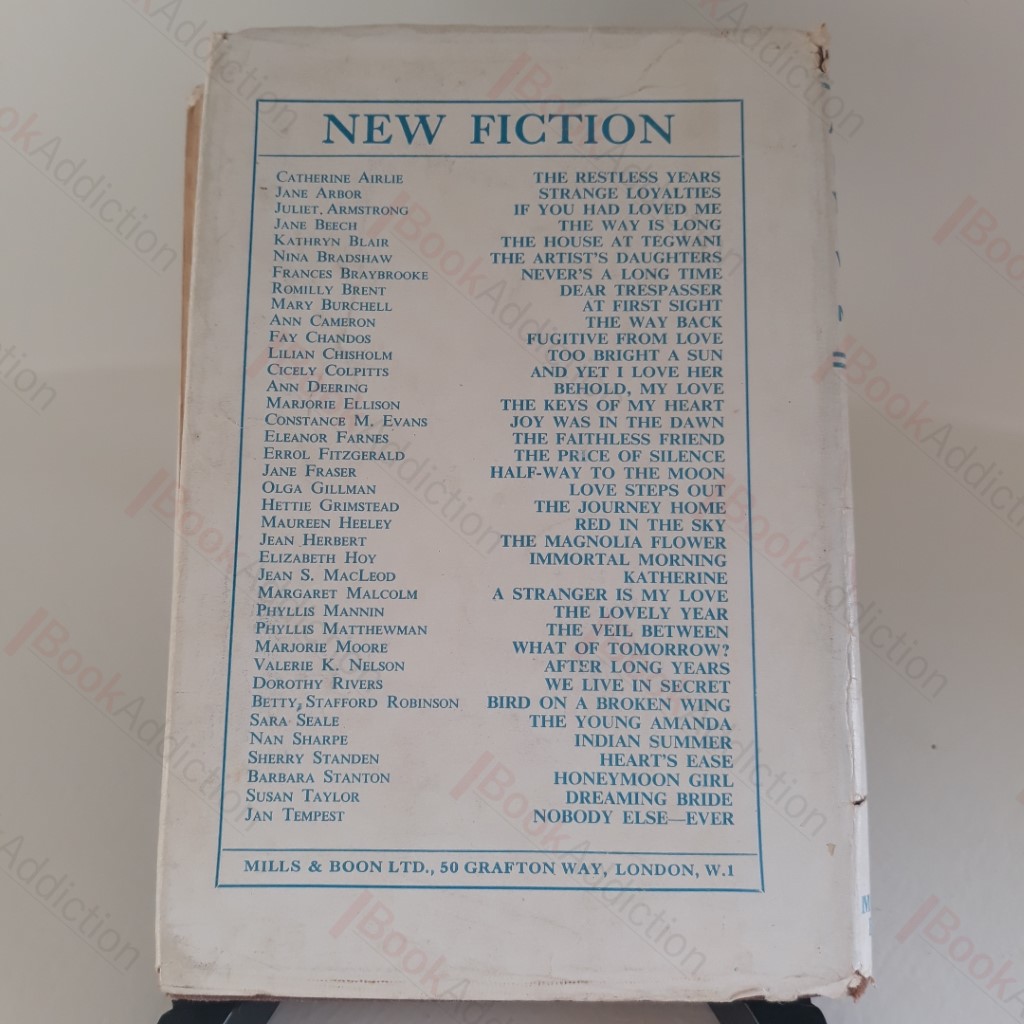 NEW FICTION
CATHERINE AIRLIE THE RESTLESS YEARS
JANE ARBOR STRANGE LOYALTIES
JULIET ARMSTRONG IF YOU HAD LOVED ME
JANE BEECH THE WAY IS LONG
KATHRYN BLAIR THE HOUSE AT TEGWANI
NINA BRADSHAW THE ARTIST'S DAUGHTERS
FRANCES BRAYBROOKE NEVER'S A LONG TIME
ROMILLY BRENT DEAR TRESPASSER
MARY BURCHELL AT FIRST SIGHT
ANN CAMERON THE WAY BACK
FAY CHANDOS FUGITIVE FROM LOVE
LILIAN CHISHOLM TOO BRIGHT A SUN
CICELY COLPITTS AND YET I LOVE HER
ANN DEERING BEHOLD, MY LOVE
MARJORIE ELLISON THE KEYS OF MY HEART
CONSTANCE M. EVANS JOY WAS IN THE DAWN
ELEANOR FARNES THE FAITHLESS FRIEND
ERROL FITZGERALD THE PRICE OF SILENCE
JANE FRASER HALF-WAY TO THE MOON
OLGA GILLMAN LOVE STEPS OUT
HETTIE GRIMSTEAD THE JOURNEY HOME
MAUREEN HEELEY RED IN THE SKY
JEAN HERBERT THE MAGNOLIA FLOWER
ELIZABETH HOY IMMORTAL MORNING
JEAN S. MACLEOD KATHERINE
MARGARET MALCOLM A STRANGER IS MY LOVE
PHYLLIS MANNIN THE LOVELY YEAR
PHYLLIS MATTHEWMAN THE VEIL BETWEEN
MARJORIE MOORE WHAT OF TOMORROW?
VALERIE K. NELSON AFTER LONG YEARS
DOROTHY RIVERS WE LIVE IN SECRET
BETTY STAFFORD ROBINSON BIRD ON A BROKEN WING
SARA SEALE THE YOUNG AMANDA
NAN SHARPE INDIAN SUMMER
SHERRY STANDEN HEART'S EASE
BARBARA STANTON HONEYMOON GIRL
SUSAN TAYLOR DREAMING BRIDE
JAN TEMPEST NOBODY ELSE—EVER
MILLS & BOON LTD., 50 GRAFTON WAY, LONDON, W.1
BookAddiction